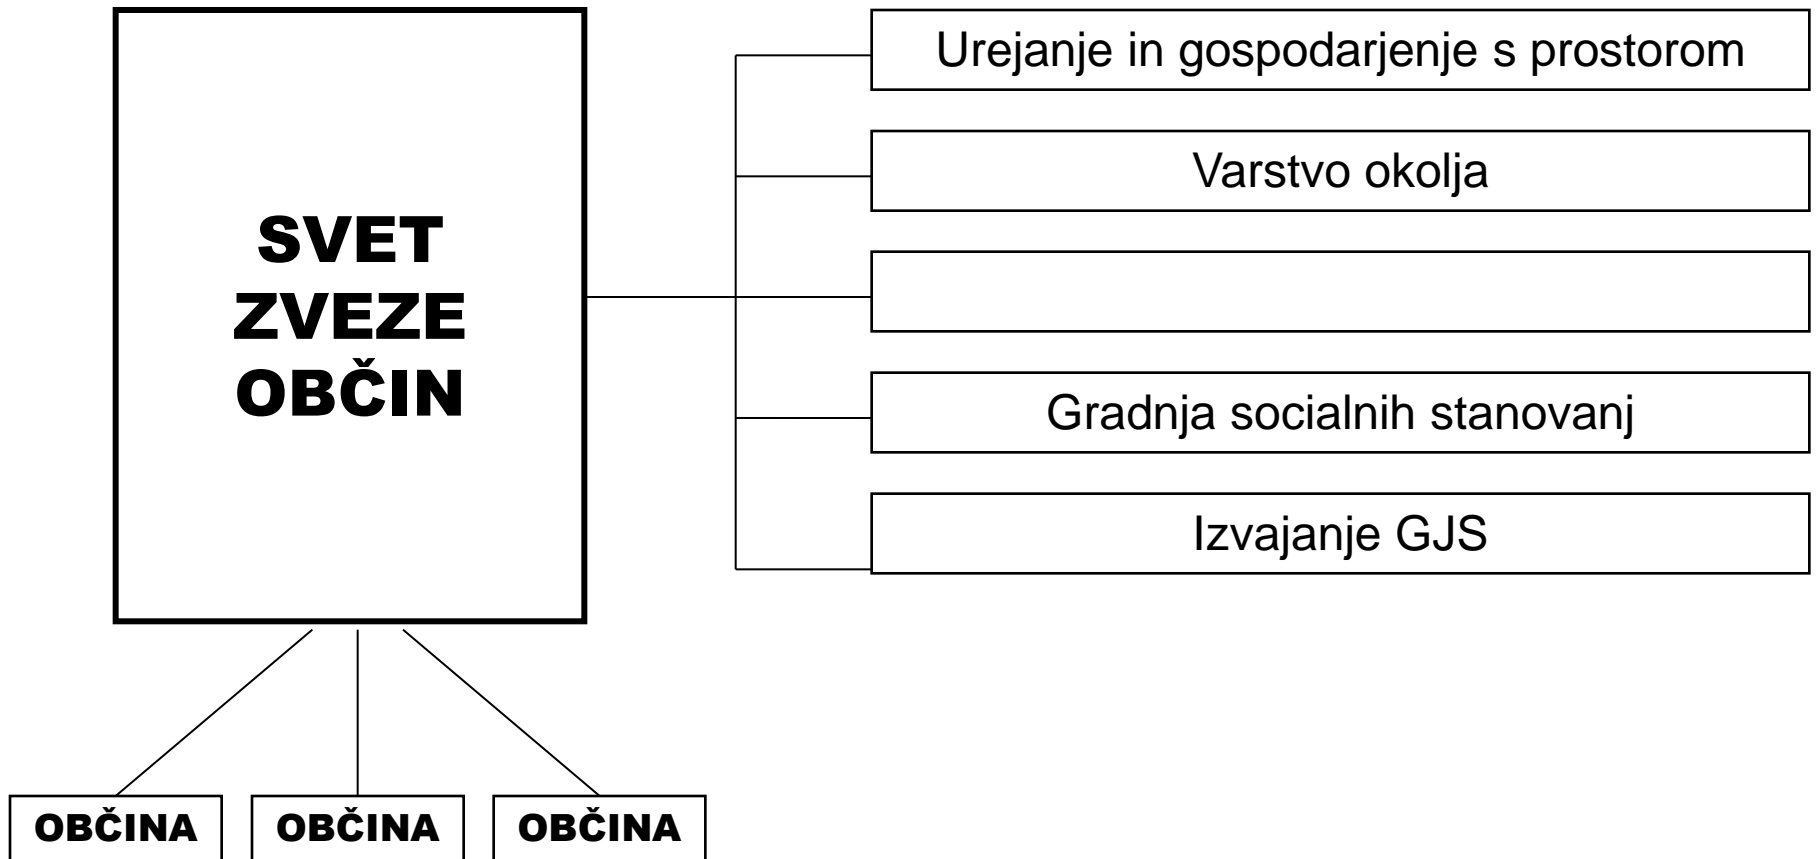 SVET
ZVEZE
OBČIN
Urejanje in gospodarjenje s prostorom
Varstvo okolja
Gradnja socialnih stanovanj
Izvajanje GJS
OBČINA
OBČINA
OBČINA